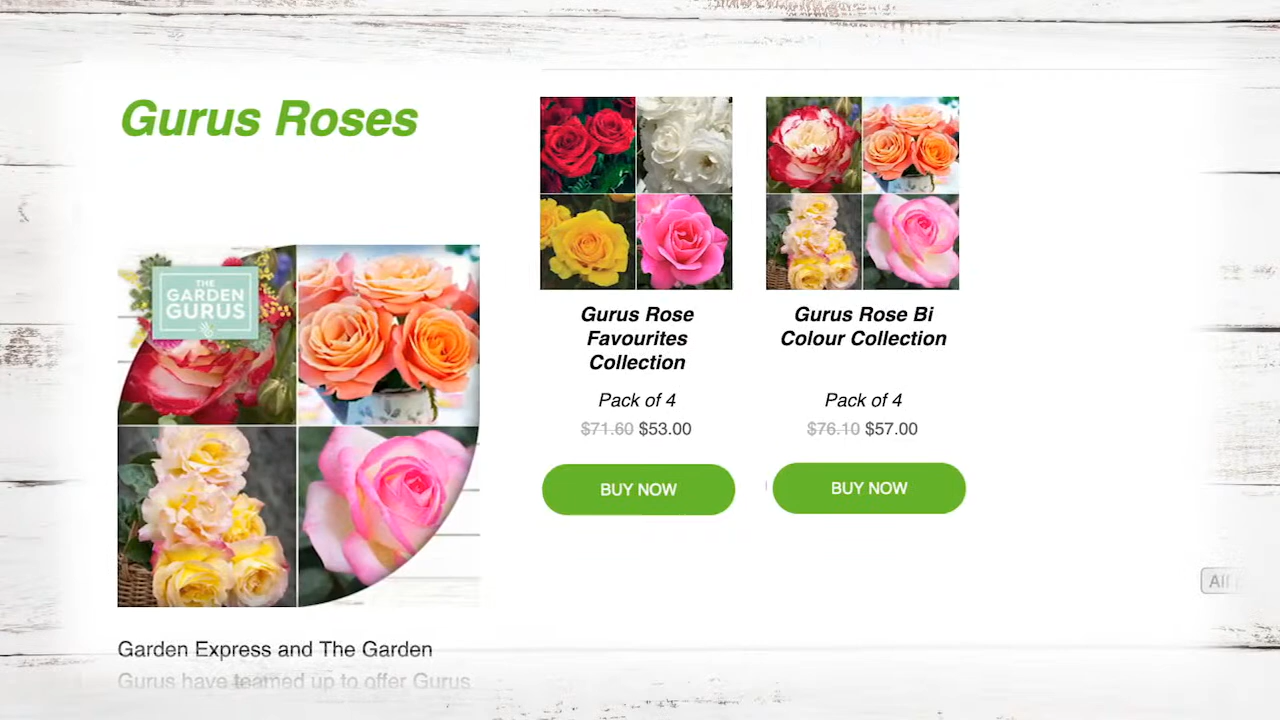 Gurus Roses
THE
GARDEN
GURUS
Garden Express and The Garden
Gurus have teamed up to offer Gurus
Gurus Rose
Favourites
Collection
Pack of 4
$71.60 $53.00
BUY NOW
Gurus Rose Bi
Colour Collection
Pack of 4
$76.10 $57.00
BUY NOW
All